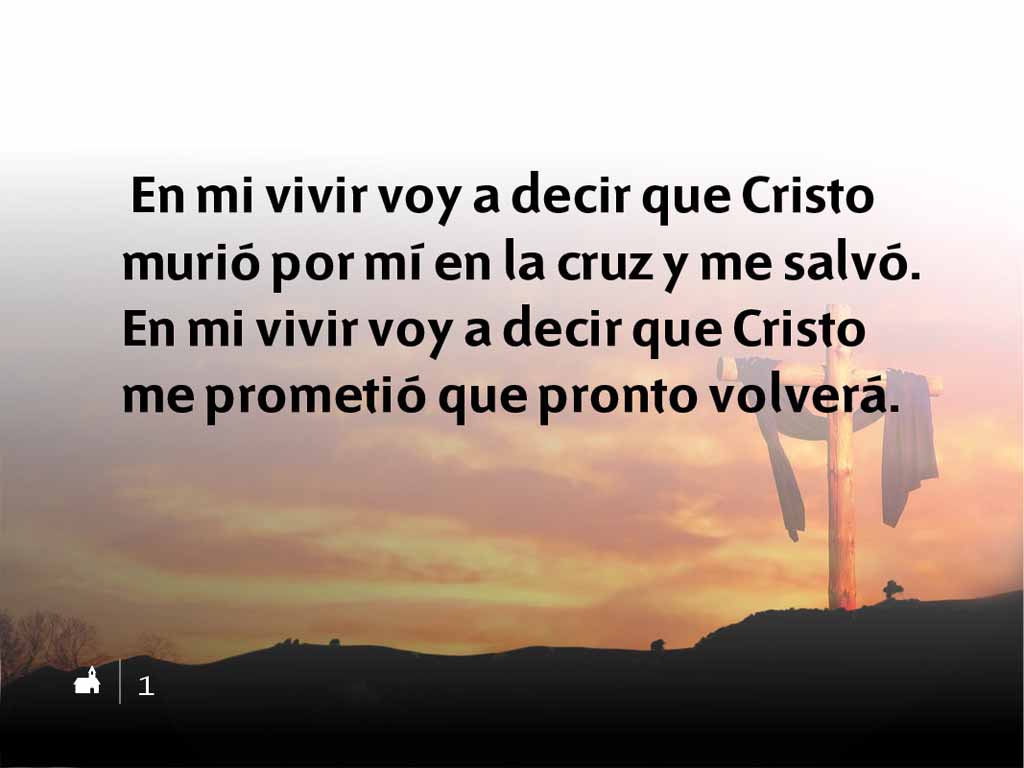 En mi vivir voy a decir que Cristo
murió por mí en la cruz y me salvó.
En mi vivir voy a decir que Cristo
me prometió que pronto volverá.
1